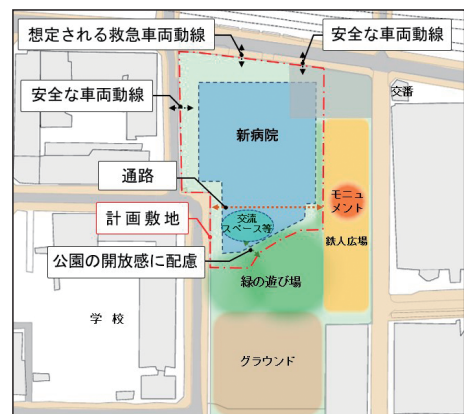 想定される救急車両動線
安全な車両動線
安全な車両動線
交番
新病院
通路
モニュ
メント
交流
スペース等
計画敷地
鉄人広場
公園の開放感に配慮
緑の遊び場
学校
グラウンド